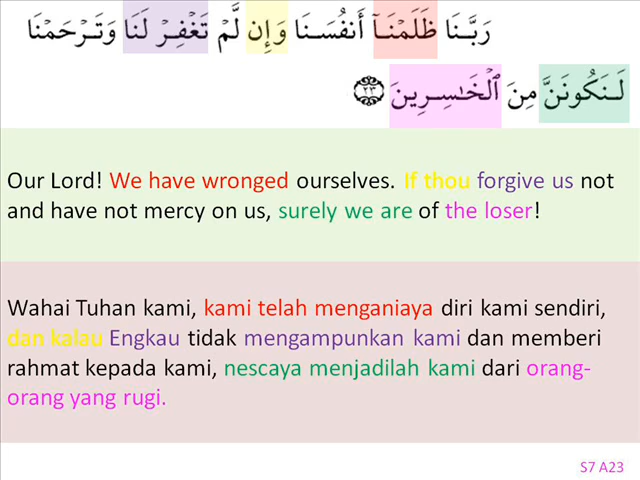 رَبَّنَا ظَلَمْنَآ أَنفُسَنَا وَإِن لَّمْ تَغْفِرْ لَنَا وَتَرْحَمْنَا
لَنَكُونَنَّ مِنَ ٱلْخَـٰسِرِينَ ٢٣
Our Lord! We have wronged ourselves. If thou forgive us not
and have not mercy on us, surely we are of the loser!
Wahai Tuhan kami, kami telah menganiaya diri kami sendiri,
dan kalau Engkau tidak mengampunkan kami dan memberi
rahmat kepada kami, nescaya menjadilah kami dari orang-
orang yang rugi.
S7 A23